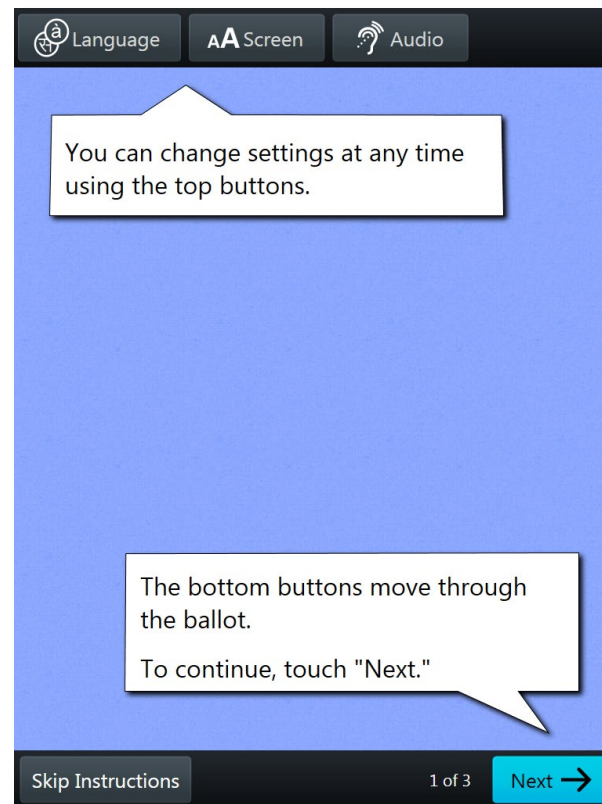 Language
AA Screen
Audio
You can change settings at any time
using the top buttons.
The bottom buttons move through
the ballot.
To continue, touch "Next."
Skip Instructions
1 of 3
Next